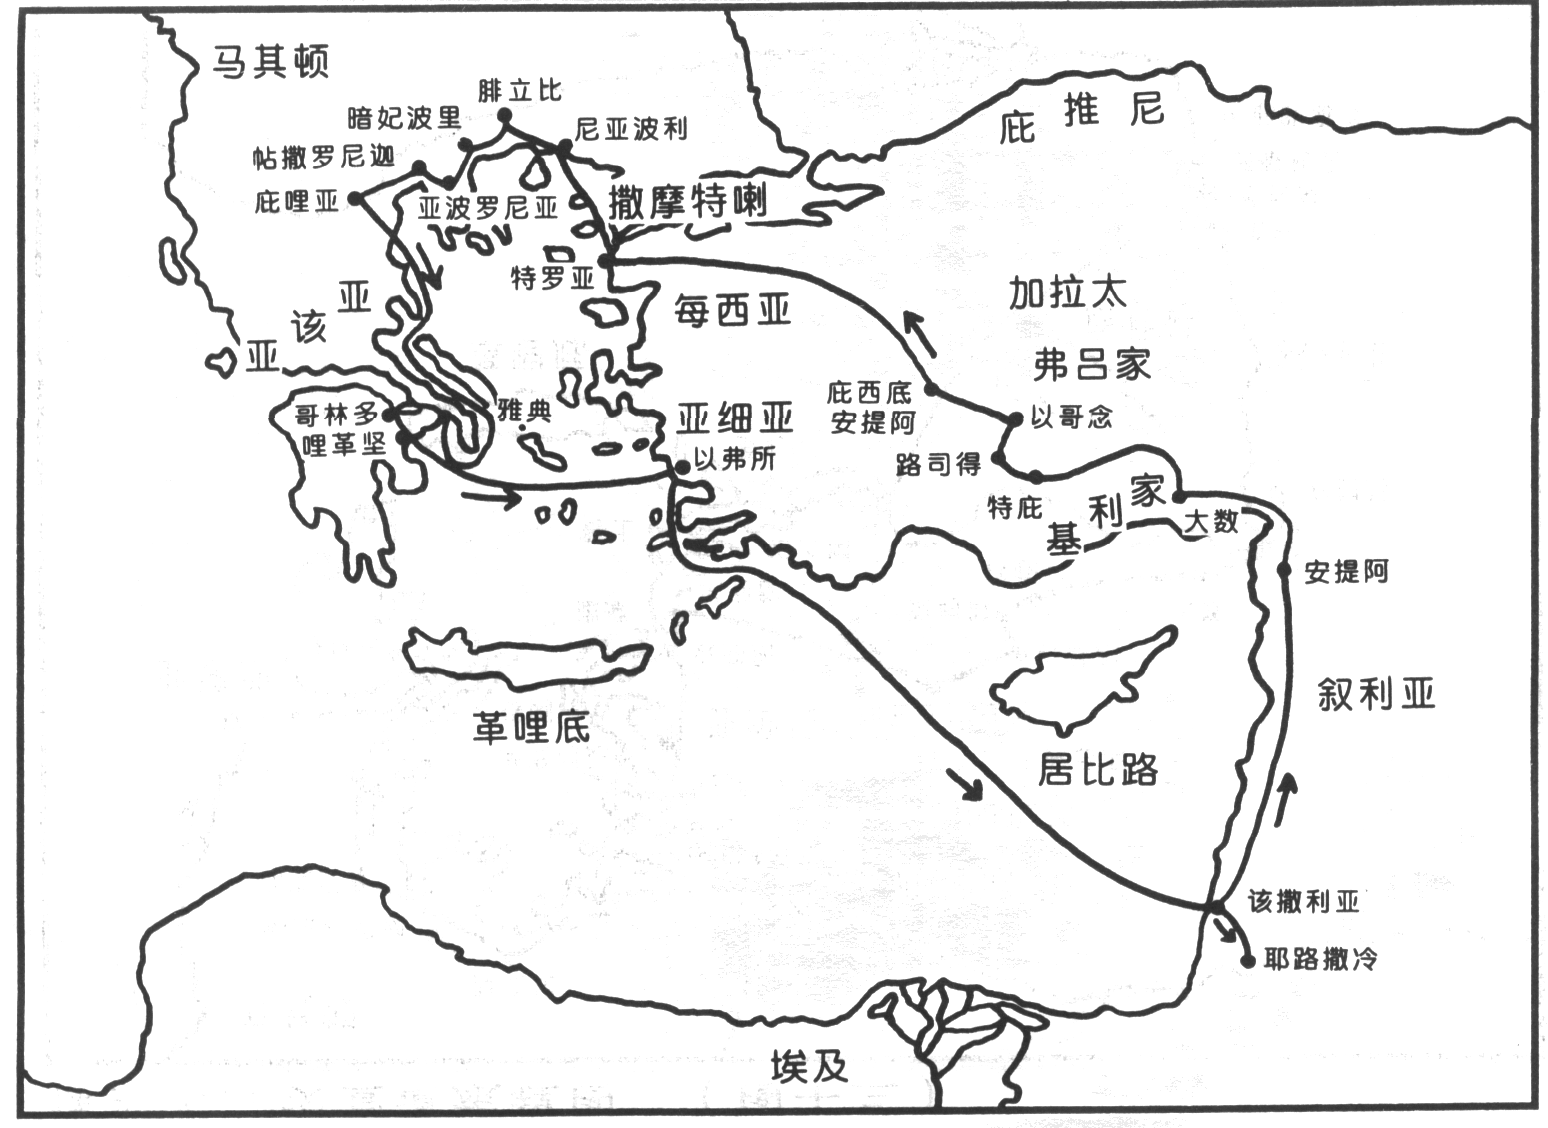 马其顿
腓立比
暗妃波里
尼亚波利
帖撒罗尼迦
庇哩亚
亚波罗尼亚
撒摩特喇
庇推尼
特罗亚
每西亚
加拉太
亚该亚
弗吕家
庇西底
安提阿
以哥念
哥林多
哩革坚
雅典
亚细亚
以弗所
路司得
特庇
基利家
大数
安提阿
革哩底
居比路
叙利亚
该撒利亚
耶路撒冷
埃及